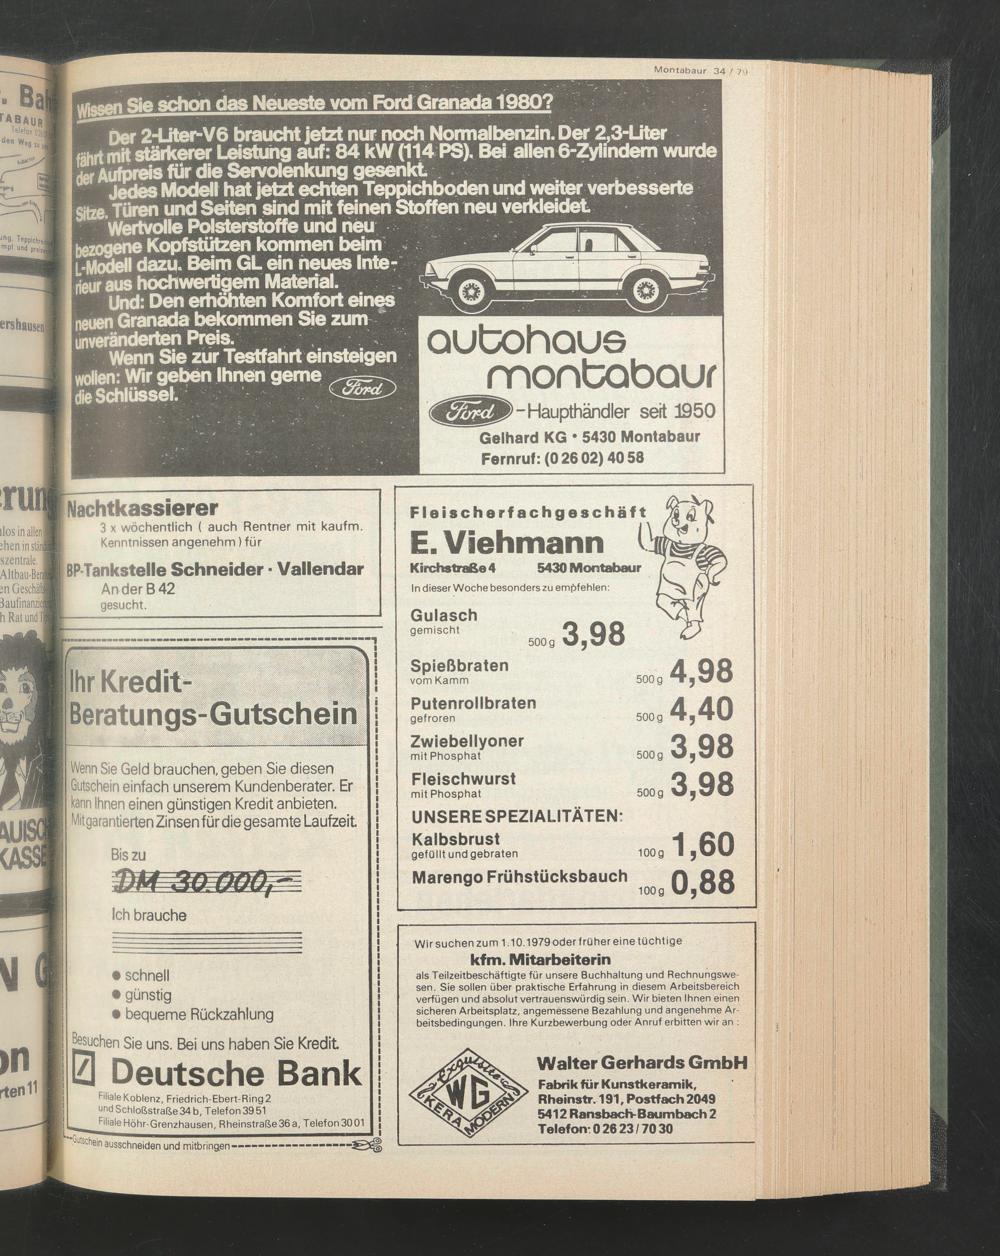 Montabaur 34 / 79
Wissen Sie schon das Neueste vom Ford Granada 1980?
Der 2-Liter-V6 braucht jetzt nur noch Normalbenzin. Der 2,3-Liter
fährt mit stärkerer Leistung auf: 84 kW (114 PS). Bei allen 6-Zylindern wurde
der Aufpreis für die Servolenkung gesenkt.
Jedes Modell hat jetzt echten Teppichboden und weiter verbesserte
Sitze. Türen und Seiten sind mit feinen Stoffen neu verkleidet.
Wertvolle Polsterstoffe und neu
bezogene Kopfstützen kommen beim
L-Modell dazu. Beim GL ein neues Inte-
rieur aus hochwertigem Material.
Und: Den erhöhten Komfort eines
neuen Granada bekommen Sie zum
unveränderten Preis.
Wenn Sie zur Testfahrt einsteigen
wollen: Wir geben Ihnen gerne
die Schlüssel.
Ford
autohaus
montabaur
Ford -Haupthändler seit 1950
Gelhard KG • 5430 Montabaur
Fernruf: (0 26 02) 40 58
Nachtkassierer
3 x wöchentlich ( auch Rentner mit kaufm.
Kenntnissen angenehm ) für
BP-Tankstelle Schneider · Vallendar
An der B 42
gesucht.
Ihr Kredit-
Beratungs-Gutschein
Wenn Sie Geld brauchen, geben Sie diesen
Gutschein einfach unserem Kundenberater. Er
kann Ihnen einen günstigen Kredit anbieten.
Mit garantierten Zinsen für die gesamte Laufzeit.
Bis zu
DM 30.000,-
Ich brauche
● schnell
● günstig
● bequeme Rückzahlung
Besuchen Sie uns. Bei uns haben Sie Kredit.
Deutsche Bank
Filiale Koblenz, Friedrich-Ebert-Ring 2
und Schloßstraße 34 b, Telefon 39 51
Filiale Höhr-Grenzhausen, Rheinstraße 36 a, Telefon 30 01
Gutschein ausschneiden und mitbringen
Fleischerfachgeschäft
E. Viehmann
Kirchstraße 4 5430 Montabaur
In dieser Woche besonders zu empfehlen:
Gulasch
gemischt
500 g 3,98
Spießbraten
vom Kamm 500 g 4,98
Putenrollbraten
gefroren 500 g 4,40
Zwiebellyoner
mit Phosphat 500 g 3,98
Fleischwurst
mit Phosphat 500 g 3,98
UNSERE SPEZIALITÄTEN:
Kalbsbrust
gefüllt und gebraten 100 g 1,60
Marengo Frühstücksbauch
100 g 0,88
Wir suchen zum 1.10.1979 oder früher eine tüchtige
kfm. Mitarbeiterin
als Teilzeitbeschäftigte für unsere Buchhaltung und Rechnungswe-
sen. Sie sollen über praktische Erfahrung in diesem Arbeitsbereich
verfügen und absolut vertrauenswürdig sein. Wir bieten Ihnen einen
sicheren Arbeitsplatz, angemessene Bezahlung und angenehme Ar-
beitsbedingungen. Ihre Kurzbewerbung oder Anruf erbitten wir an :
Exquisite
WG
KERA MODERN
Walter Gerhards GmbH
Fabrik für Kunstkeramik,
Rheinstr. 191, Postfach 2049
5412 Ransbach-Baumbach 2
Telefon: 0 26 23 / 70 30